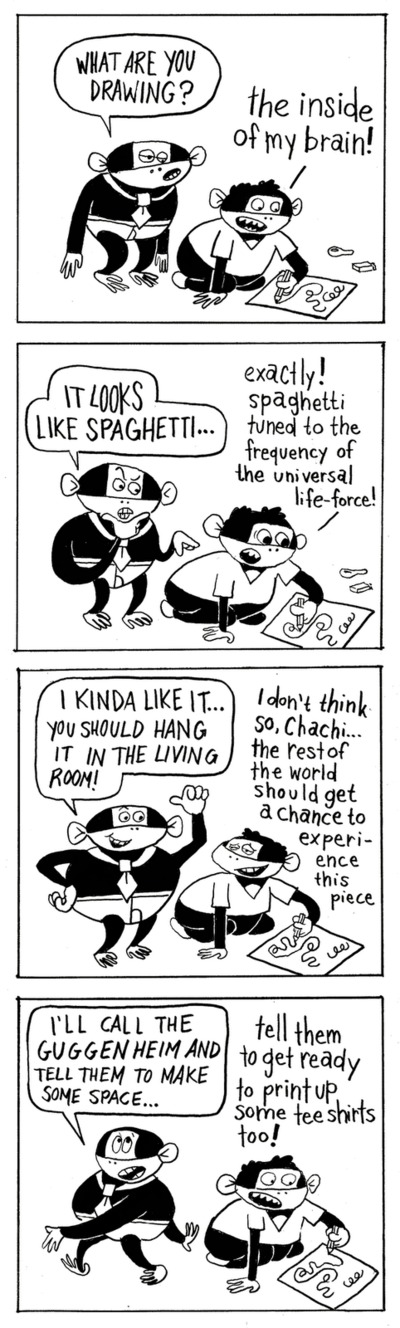 WHAT ARE YOU
DRAWING?
the inside
of my brain!
IT LOOKS
LIKE SPAGHETTI...
exactly!
spaghetti
tuned to the
frequency of
the universal
life-force!
I KINDA LIKE IT...
YOU SHOULD HANG
IT IN THE LIVING
ROOM!
I don't think
so, Chachi...
the rest of
the world
should get
a chance to
experi-
ence
this
piece
I'LL CALL THE
GUGGENHEIM AND
TELL THEM TO MAKE
SOME SPACE...
tell them
to get ready
to print up
some tee shirts
too!